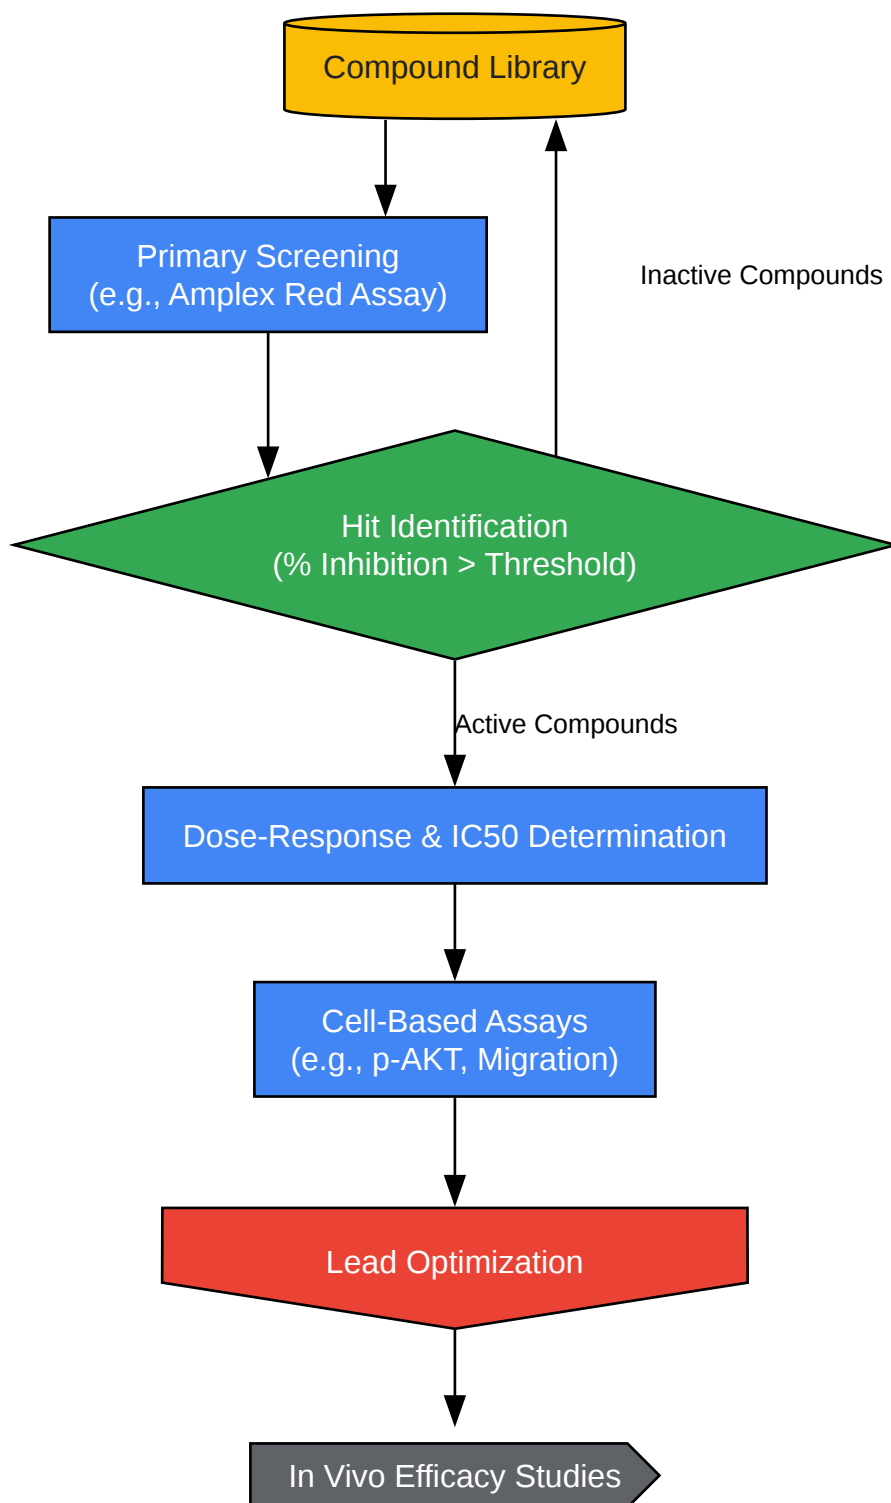 Compound Library
Primary Screening
(e.g., Amplex Red Assay)
Inactive Compounds
Hit Identification
(% Inhibition > Threshold)
Active Compounds
Dose-Response & IC50 Determination
Cell-Based Assays
(e.g., p-AKT, Migration)
Lead Optimization
In Vivo Efficacy Studies